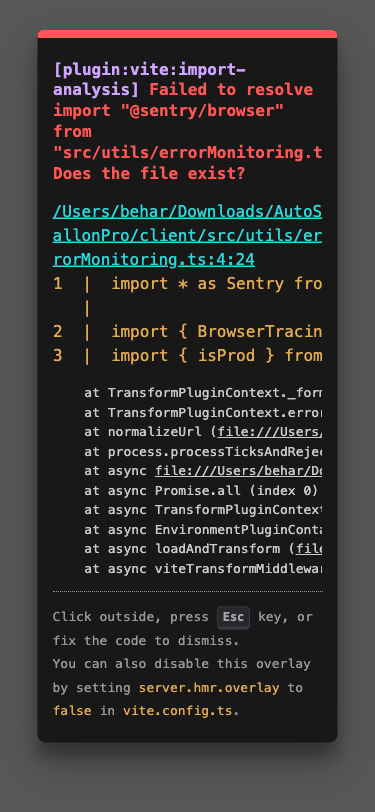 [plugin:vite:import-
analysis] Failed to resolve
import "@sentry/browser"
from
"src/utils/errorMonitoring.t
Does the file exist?
/Users/behar/Downloads/AutoS
allonPro/client/src/utils/er
rorMonitoring.ts:4:24
1  |  import * as Sentry fro
   |
2  |  import { BrowserTracin
3  |  import { isProd } from
at TransformPluginContext._for
at TransformPluginContext.error
at normalizeUrl (file:///Users/
at process.processTicksAndRejec
at async file:///Users/behar/Do
at async Promise.all (index 0)
at async TransformPluginContext
at async EnvironmentPluginConta
at async loadAndTransform (file
at async viteTransformMiddlewar
Click outside, press Esc key, or
fix the code to dismiss.
You can also disable this overlay
by setting server.hmr.overlay to
false in vite.config.ts.